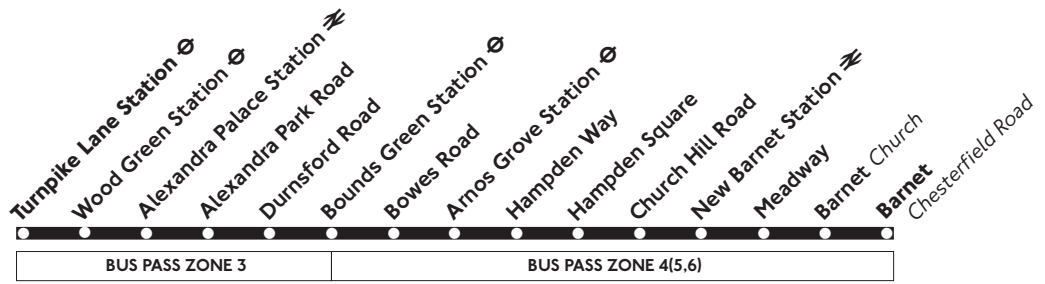 Turnpike Lane Station
Wood Green Station
Alexandra Palace Station
Alexandra Park Road
Durnsford Road
Bounds Green Station
Bowes Road
Arnos Grove Station
Hampden Way
Hampden Square
Church Hill Road
New Barnet Station
Meadway
Barnet Church
Barnet
Chesterfield Road
BUS PASS ZONE 3
BUS PASS ZONE 4(5,6)